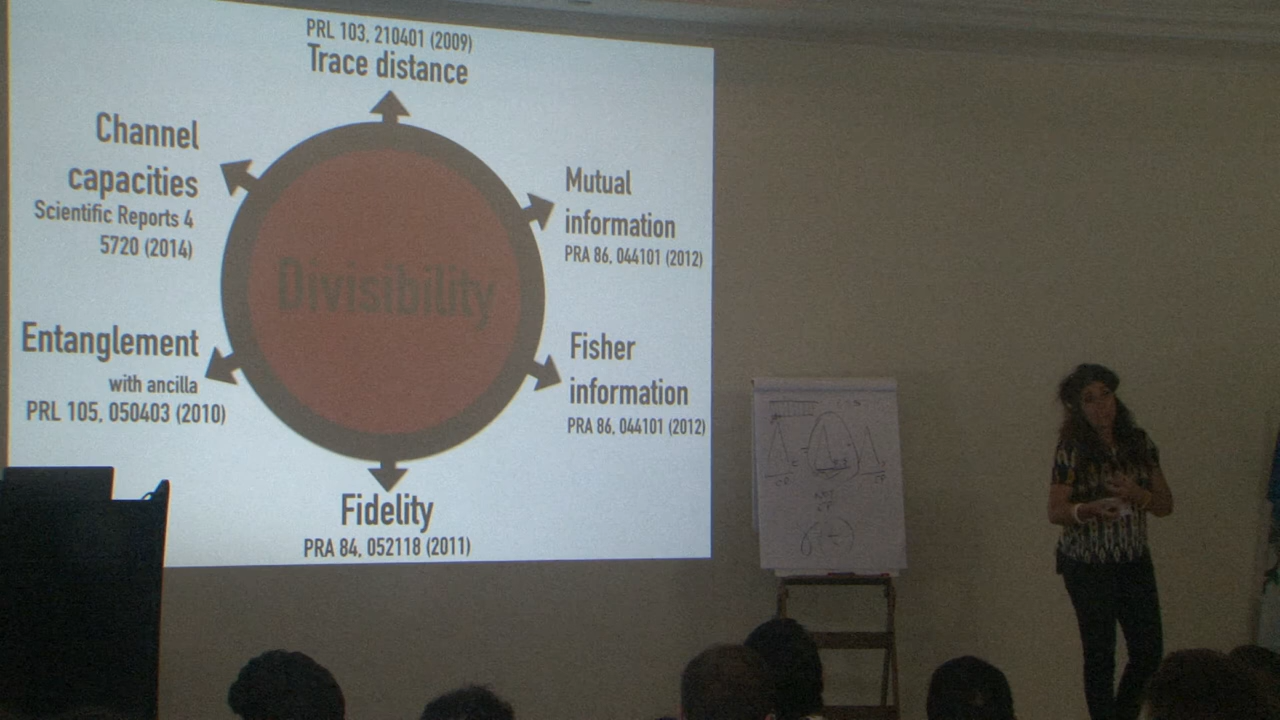 PRL 103, 210401 (2009)
Trace distance
Channel
capacities
Scientific Reports 4
5720 (2014)
Mutual
information
PRA 86, 044101 (2012)
Divisibility
Entanglement
with ancilla
PRL 105, 050403 (2010)
Fisher
information
PRA 86, 044101 (2012)
Fidelity
PRA 84, 052118 (2011)
NOT
CP